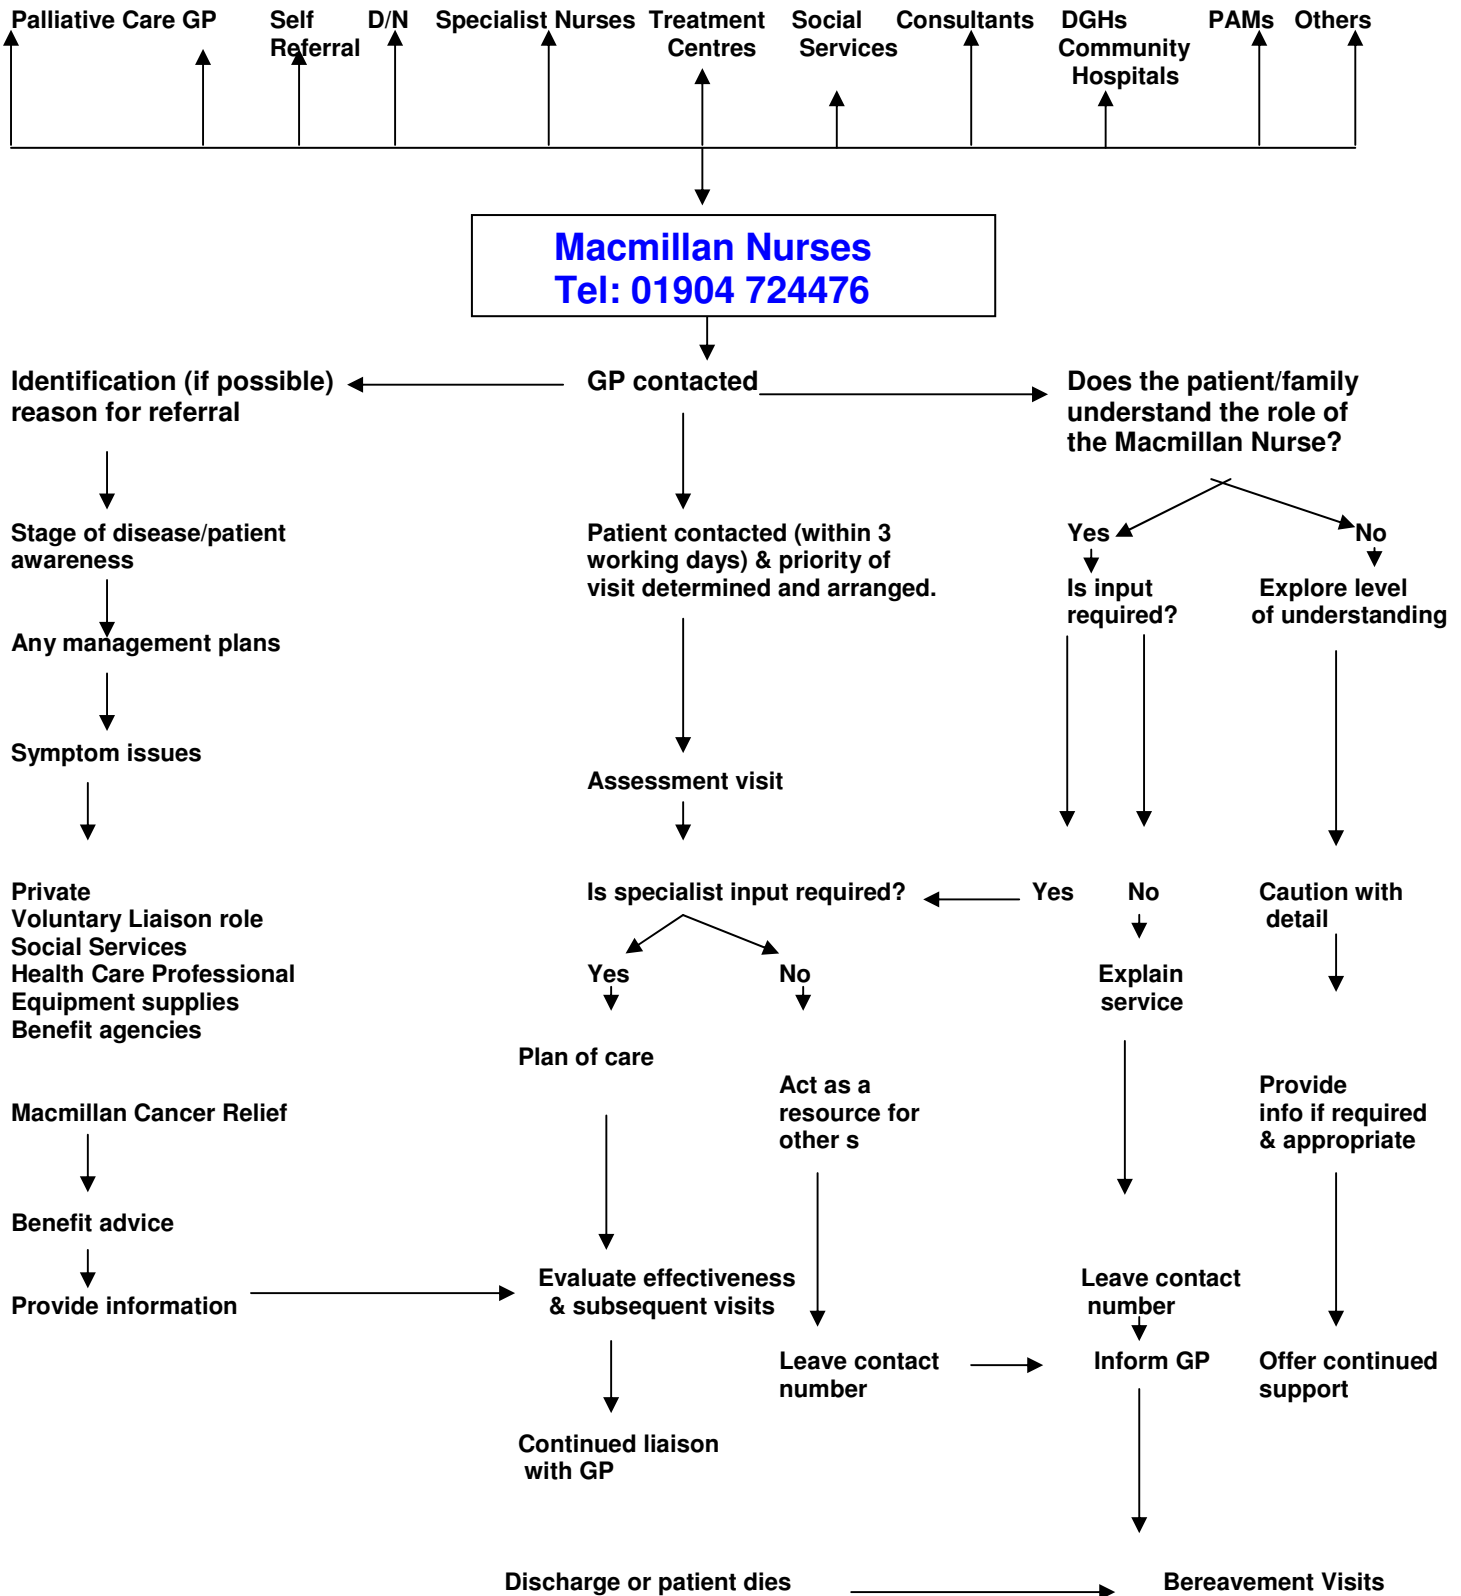 Palliative Care GP
Self
Referral
D/N
Specialist Nurses
Treatment
Centres
Social
Services
Consultants
DGHs
Community
Hospitals
PAMs
Others
Macmillan Nurses
Tel: 01904 724476
Identification (if possible)
reason for referral
GP contacted
Does the patient/family
understand the role of
the Macmillan Nurse?
Stage of disease/patient
awareness
Patient contacted (within 3
working days) & priority of
visit determined and arranged.
Yes
No
Is input
required?
Explore level
of understanding
Any management plans
Symptom issues
Assessment visit
Private
Voluntary Liaison role
Social Services
Health Care Professional
Equipment supplies
Benefit agencies
Is specialist input required?
Yes
No
Caution with
detail
Yes
No
Explain
service
Plan of care
Act as a
resource for
other s
Provide
info if required
& appropriate
Macmillan Cancer Relief
Benefit advice
Provide information
Evaluate effectiveness
& subsequent visits
Leave contact
number
Leave contact
number
Inform GP
Offer continued
support
Continued liaison
with GP
Discharge or patient dies
Bereavement Visits